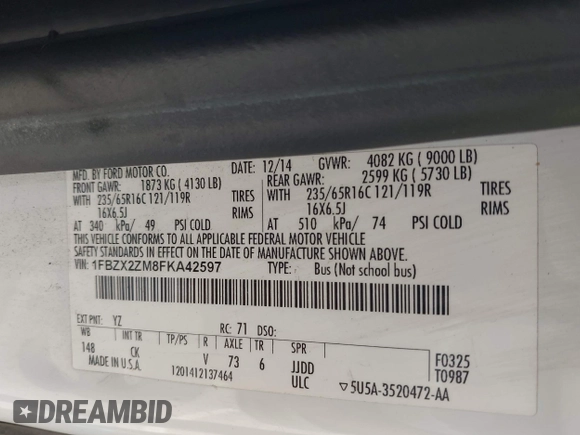 MFD. BY FORD MOTOR CO. DATE: 12/14 GVWR: 4082 KG ( 9000 LB)
FRONT GAWR: 1873 KG ( 4130 LB) REAR GAWR: 2599 KG ( 5730 LB)
WITH 235/65R16C 121/119R TIRES WITH 235/65R16C 121/119R TIRES
16X6.5J RIMS 16X6.5J RIMS
AT 340 kPa/ 49 PSI COLD AT 510 kPa/ 74 PSI COLD
THIS VEHICLE CONFORMS TO ALL APPLICABLE FEDERAL MOTOR VEHICLE
SAFETY STANDARDS IN EFFECT ON THE DATE OF MANUFACTURE SHOWN ABOVE.
VIN: 1FBZX2ZM8FKA42597 TYPE: Bus (Not school bus)
EXT PNT: YZ RC: 71 DSO:
WB INT TR TP/PS R AXLE TR SPR
148 CK V 73 6 JJDD
MADE IN U.S.A. 1201412137464 ULC
F0325
T0987
▽5U5A-3520472-AA
DREAMBID